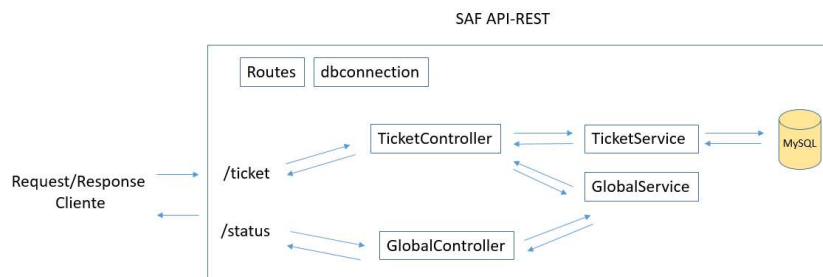 SAF API-REST
Routes
dbconnection
TicketController
TicketService
MySQL
/ticket
Request/Response
Cliente
GlobalService
/status
GlobalController